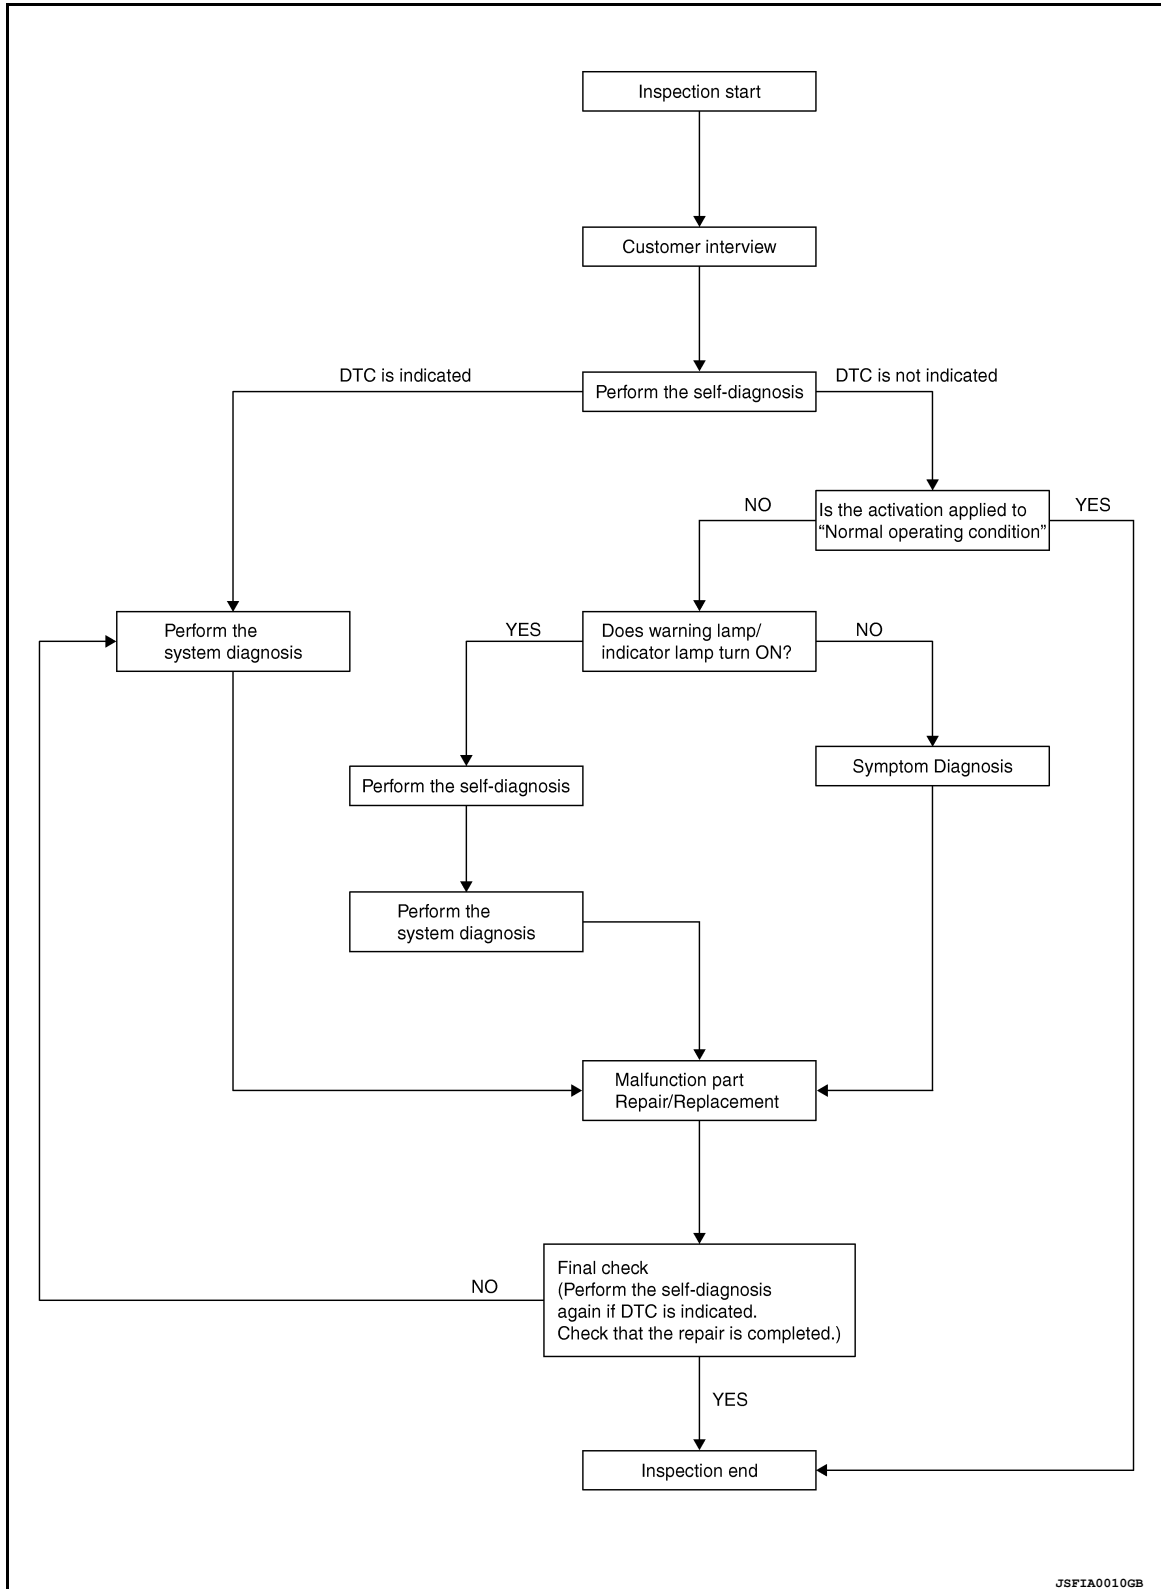 Inspection start
Customer interview
DTC is indicated
DTC is not indicated
Perform the self-diagnosis
NO
Is the activation applied to
“Normal operating condition”
YES
Perform the
system diagnosis
YES
Does warning lamp/
indicator lamp turn ON?
NO
Perform the self-diagnosis
Symptom Diagnosis
Perform the
system diagnosis
Malfunction part
Repair/Replacement
NO
Final check
(Perform the self-diagnosis
again if DTC is indicated.
Check that the repair is completed.)
YES
Inspection end
JSFIA0010GB